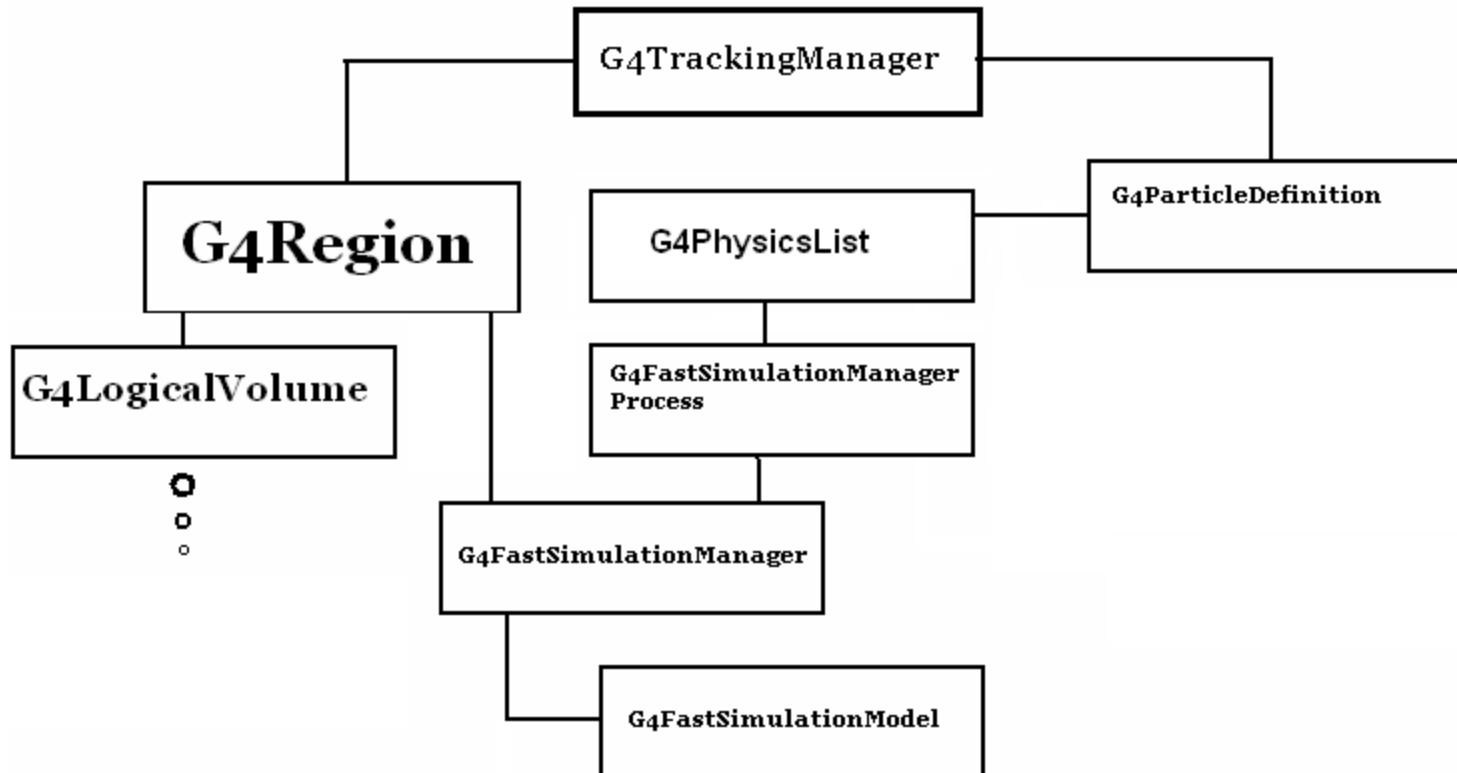 G4TrackingManager
G4ParticleDefinition
G4Region
G4PhysicsList
G4LogicalVolume
G4FastSimulationManager
Process
G4FastSimulationManager
G4FastSimulationModel